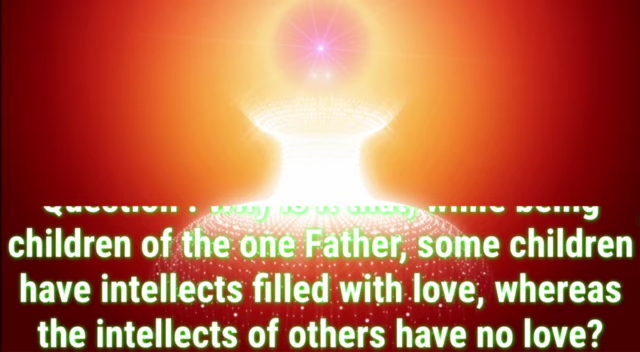 Question : Why is it that, while being
children of the one Father, some children
have intellects filled with love, whereas
the intellects of others have no love?